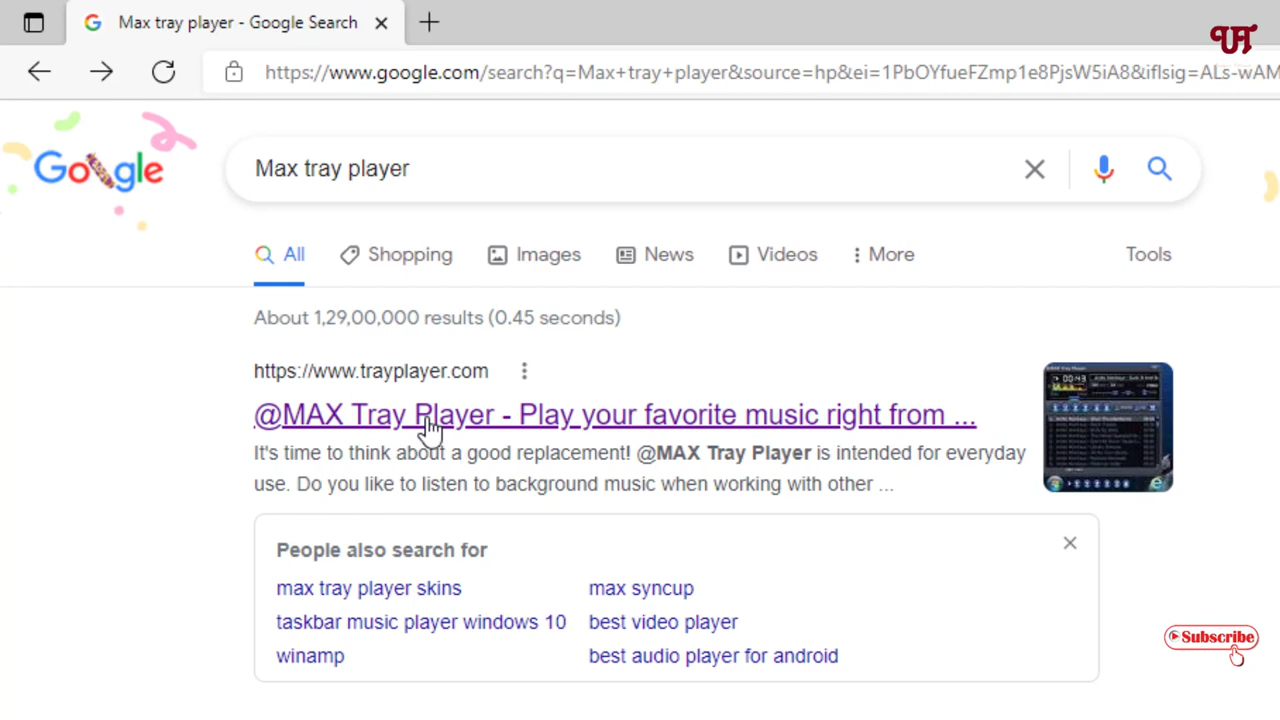 Max tray player - Google Search
UT
https://www.google.com/search?q=Max+tray+player&source=hp&ei=1PbOYfueFZmp1e8PjsW5iA8&iflsig=ALs-wAM
Google
Max tray player
All Shopping Images News Videos More Tools
About 1,29,00,000 results (0.45 seconds)
https://www.trayplayer.com
@MAX Tray Player - Play your favorite music right from ...
It's time to think about a good replacement! @MAX Tray Player is intended for everyday
use. Do you like to listen to background music when working with other ...
People also search for
max tray player skins max syncup
taskbar music player windows 10 best video player
winamp best audio player for android
Subscribe